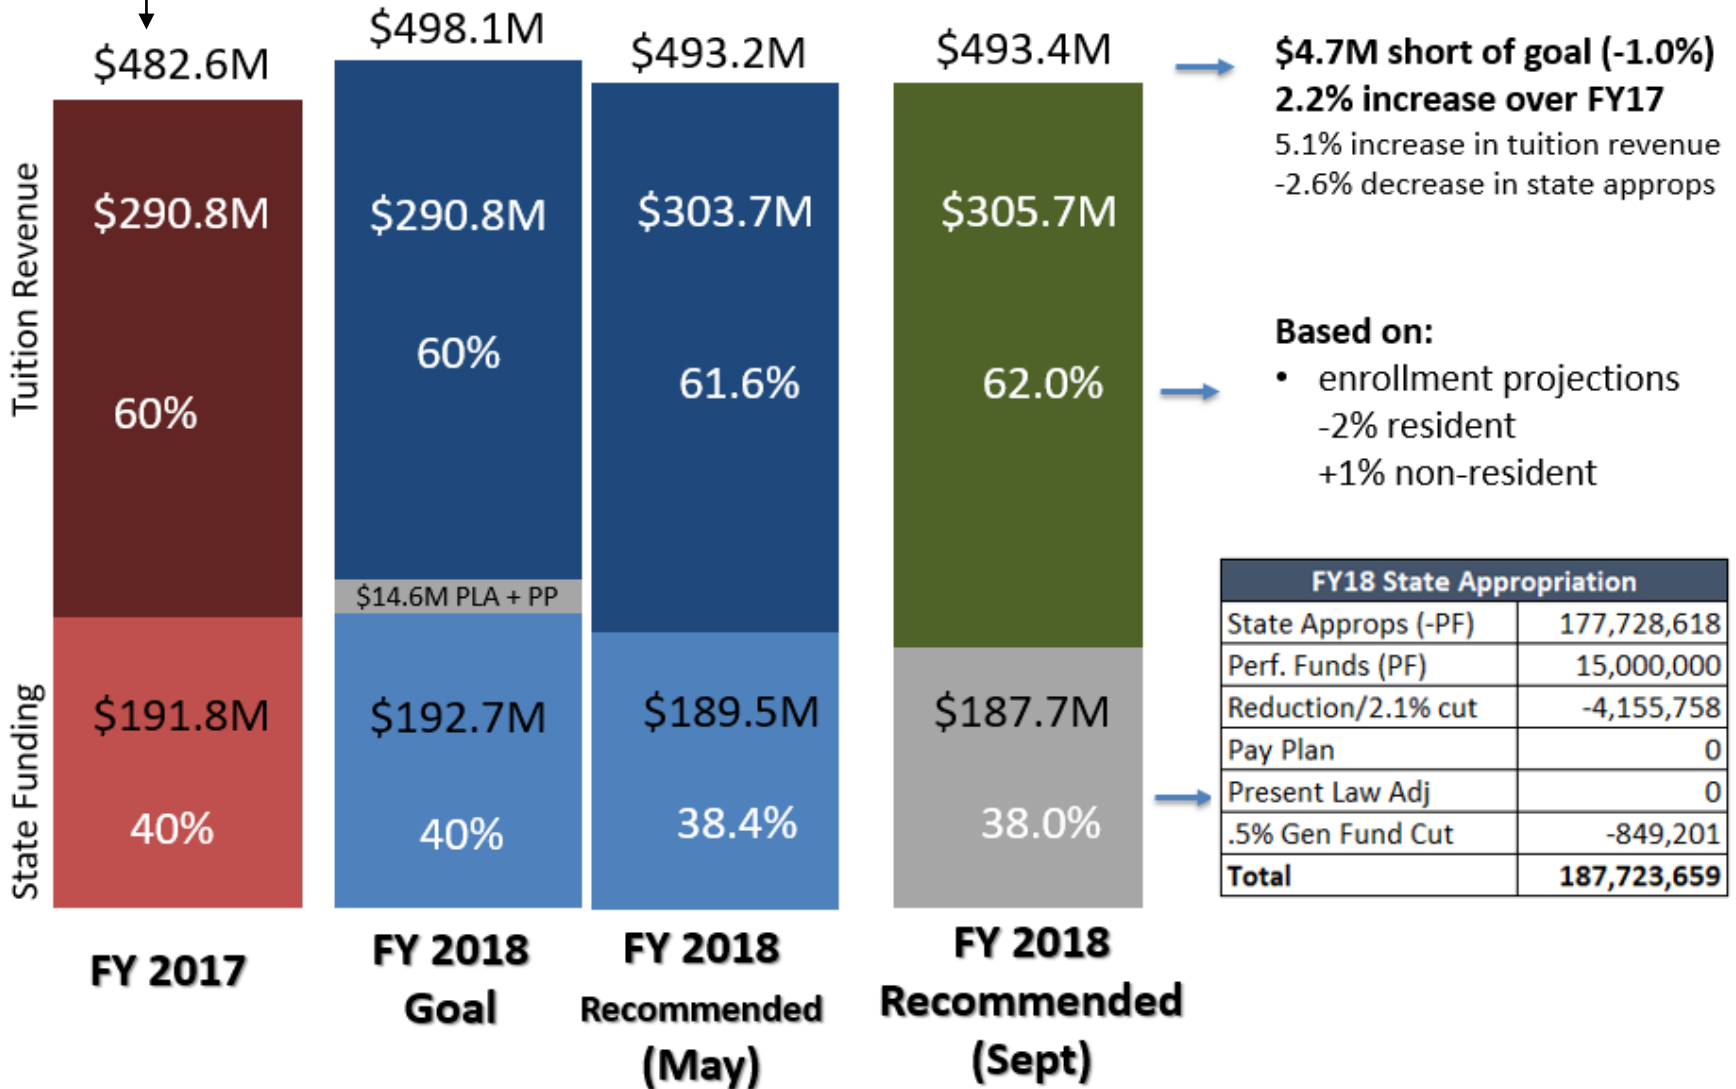 $482.6M
$498.1M
$493.2M
$493.4M
Tuition Revenue
State Funding
$290.8M
60%
$191.8M
40%
FY 2017
$290.8M
60%
$14.6M PLA + PP
$192.7M
40%
FY 2018
Goal
$303.7M
61.6%
$189.5M
38.4%
FY 2018
Recommended
(May)
$305.7M
62.0%
$187.7M
38.0%
FY 2018
Recommended
(Sept)
$4.7M short of goal (-1.0%)
2.2% increase over FY17
5.1% increase in tuition revenue
-2.6% decrease in state approps
Based on:
• enrollment projections
-2% resident
+1% non-resident
FY18 State Appropriation
State Approps (-PF) 177,728,618
Perf. Funds (PF) 15,000,000
Reduction/2.1% cut -4,155,758
Pay Plan 0
Present Law Adj 0
.5% Gen Fund Cut -849,201
Total 187,723,659